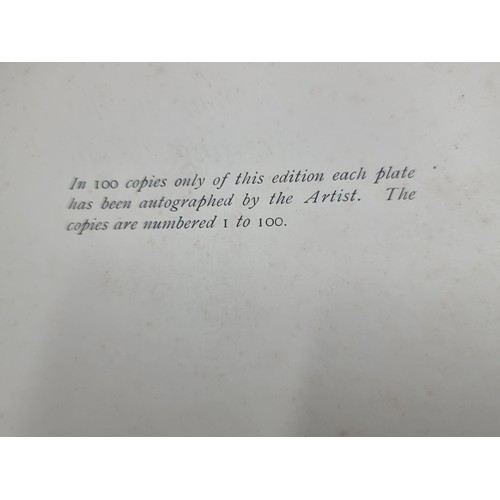 In 100 copies only of this edition each plate
has been autographed by the Artist. The
copies are numbered 1 to 100.